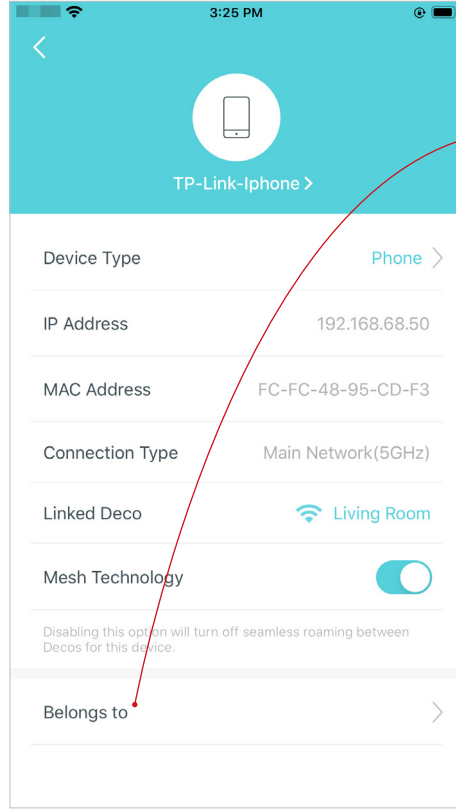 3:25 PM
TP-Link-Iphone
Device Type Phone
IP Address 192.168.68.50
MAC Address FC-FC-48-95-CD-F3
Connection Type Main Network(5GHz)
Linked Deco Living Room
Mesh Technology
Disabling this option will turn off seamless roaming between
Decos for this device.
Belongs to